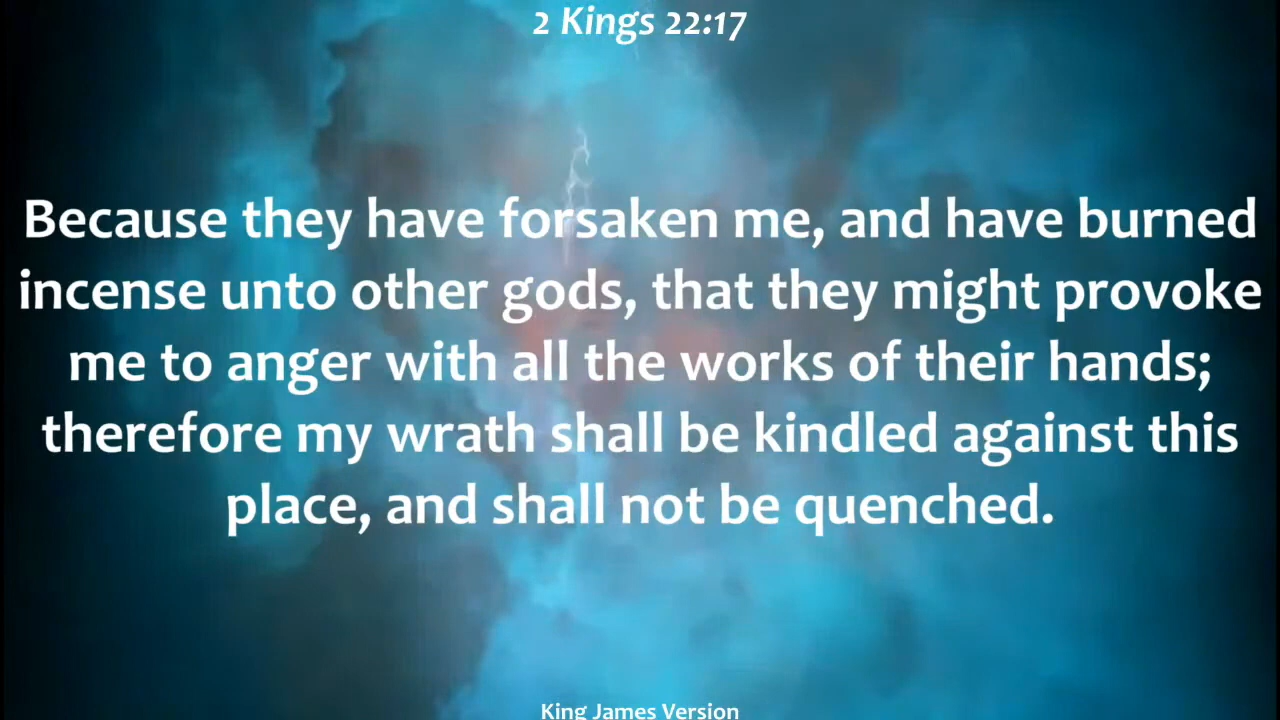 2 Kings 22:17
Because they have forsaken me, and have burned
incense unto other gods, that they might provoke
me to anger with all the works of their hands;
therefore my wrath shall be kindled against this
place, and shall not be quenched.
King James Version